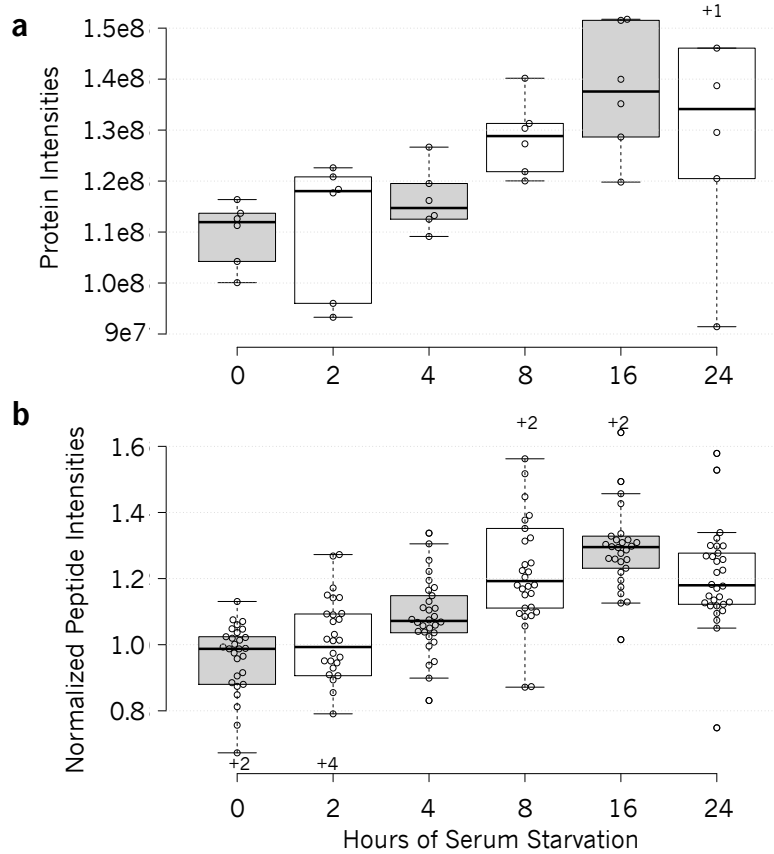 a
+1
1.5e8
1.4e8
1.3e8
1.2e8
1.1e8
1.0e8
9e7
Protein Intensities
0 2 4 8 16 24
b
+2 +2
1.6
1.4
1.2
1.0
0.8
Normalized Peptide Intensities
+2 +4
0 2 4 8 16 24
Hours of Serum Starvation